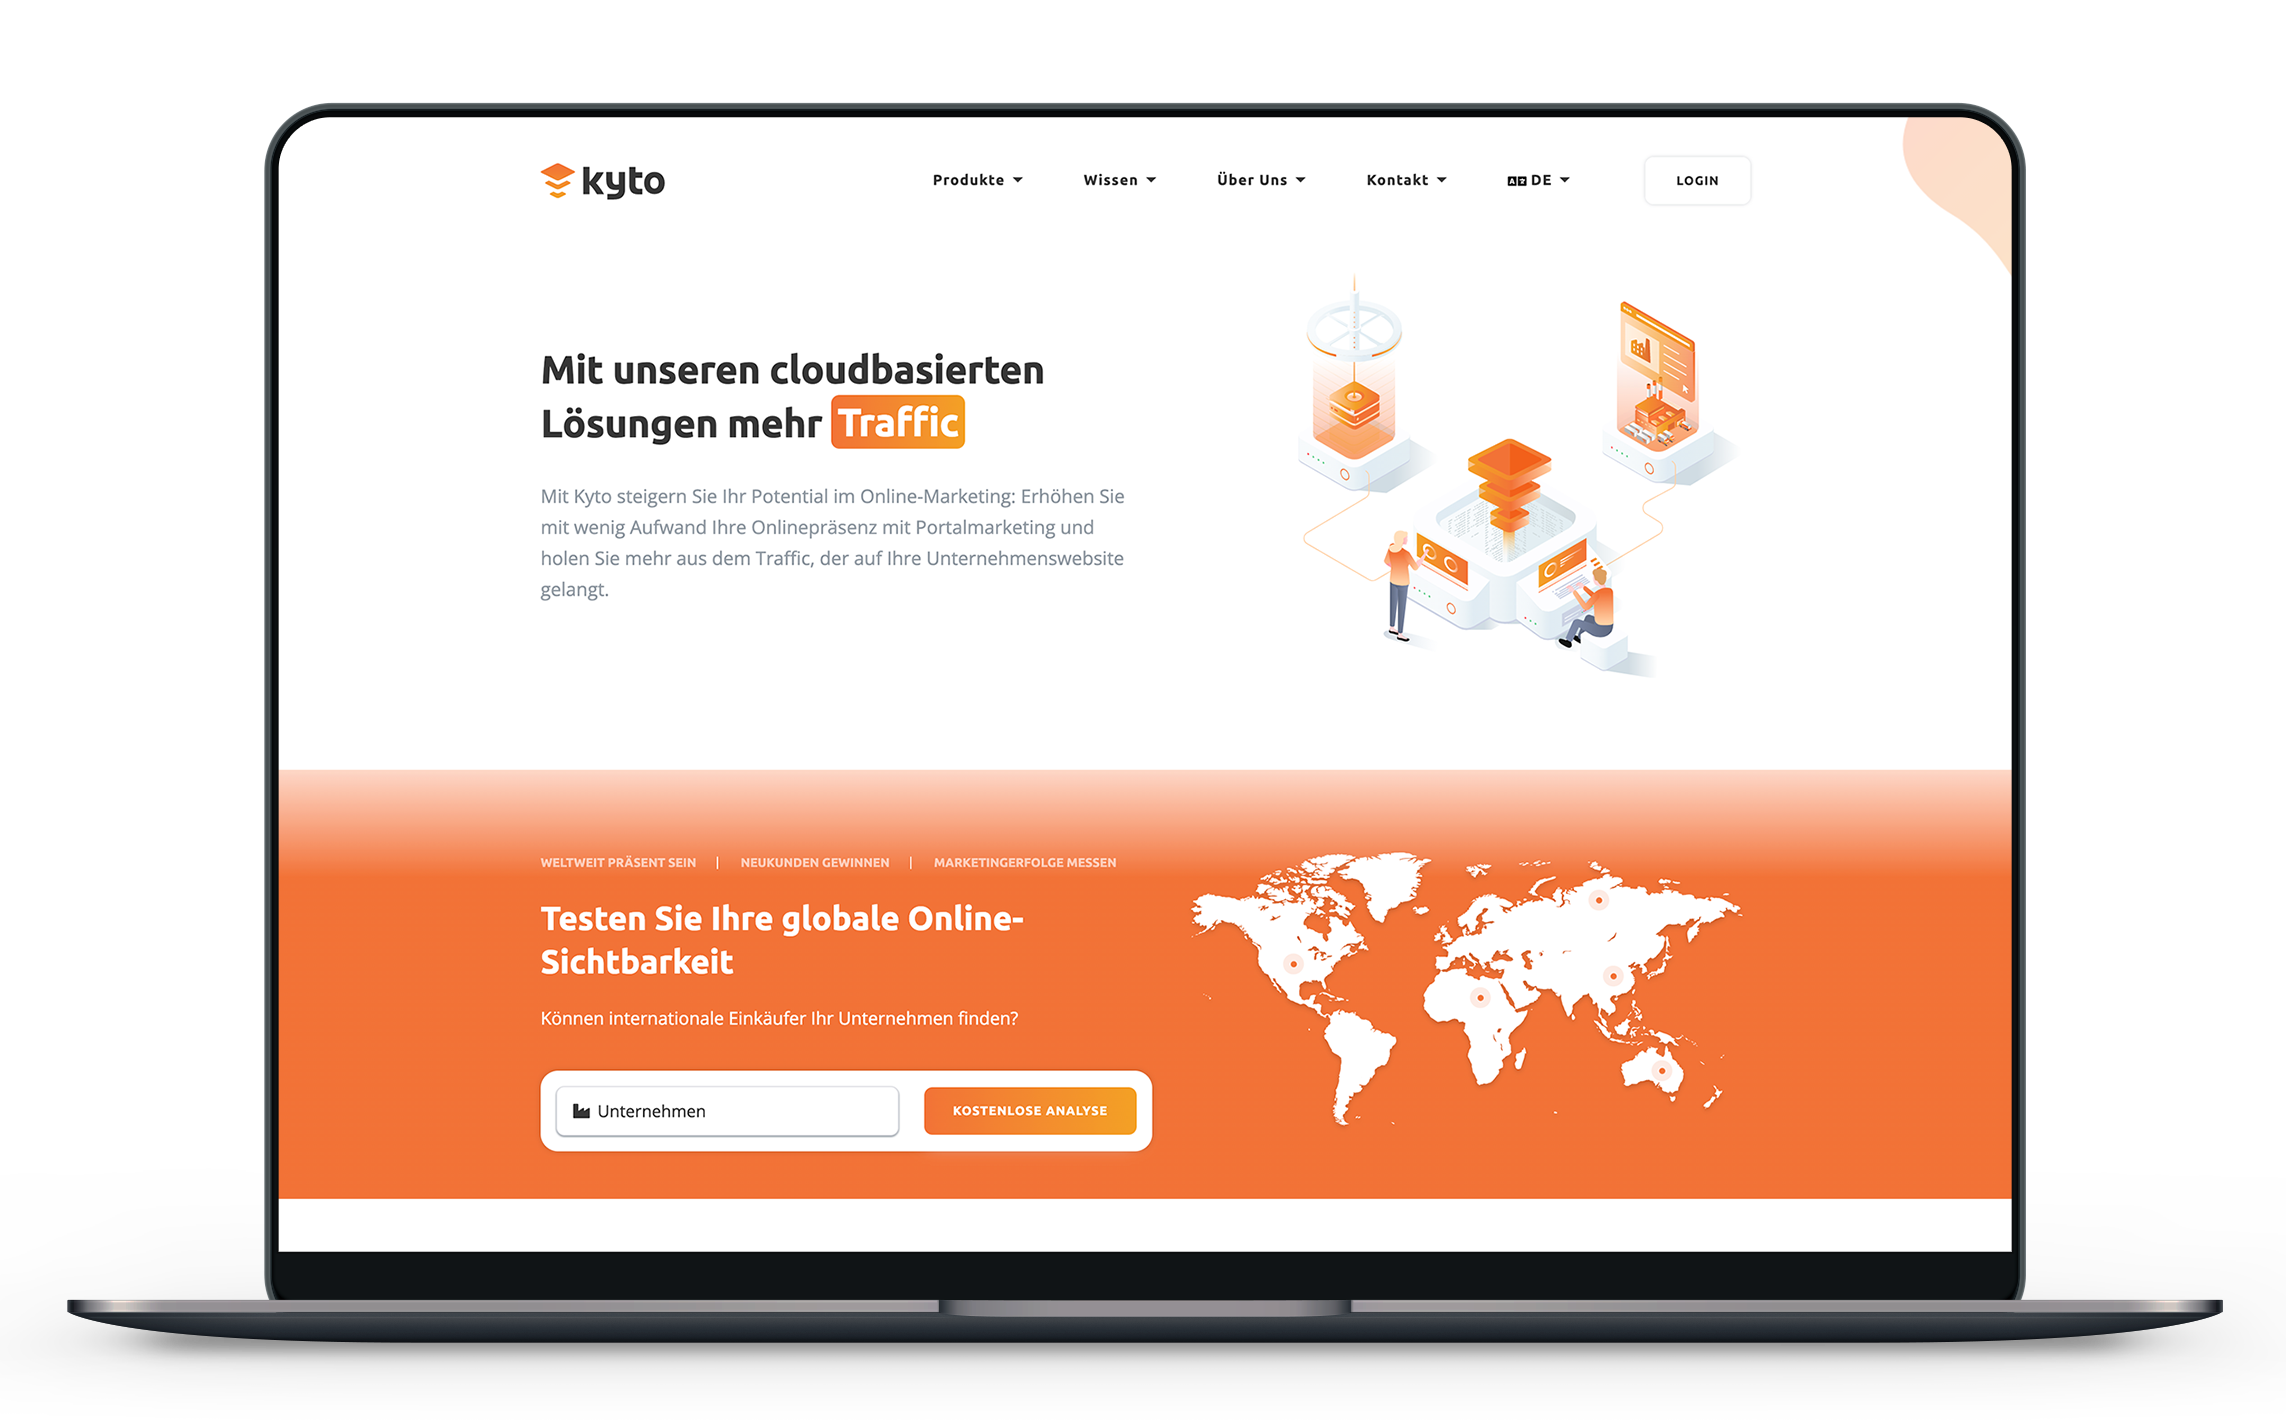 kyto
Produkte
Wissen
Über Uns
Kontakt
DE
LOGIN
Mit unseren cloudbasierten
Lösungen mehr Traffic
Mit Kyto steigern Sie Ihr Potential im Online-Marketing: Erhöhen Sie
mit wenig Aufwand Ihre Onlinepräsenz mit Portalmarketing und
holen Sie mehr aus dem Traffic, der auf Ihre Unternehmenswebsite
gelangt.
WELTWEIT PRÄSENT SEIN | NEUKUNDEN GEWINNEN | MARKETINGERFOLGE MESSEN
Testen Sie Ihre globale Online-
Sichtbarkeit
Können internationale Einkäufer Ihr Unternehmen finden?
Unternehmen
KOSTENLOSE ANALYSE